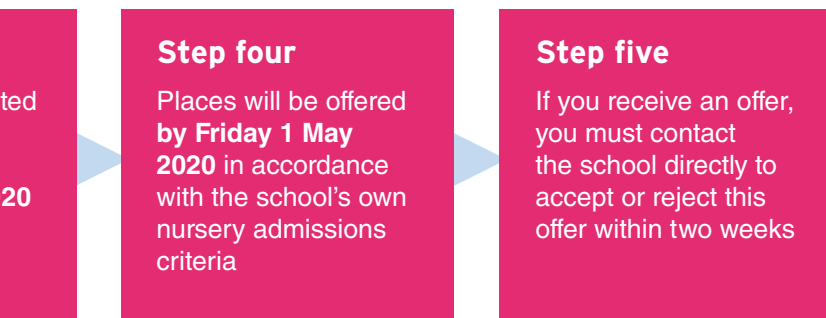 ted
20
Step four
Places will be offered
by Friday 1 May
2020 in accordance
with the school's own
nursery admissions
criteria
Step five
If you receive an offer,
you must contact
the school directly to
accept or reject this
offer within two weeks